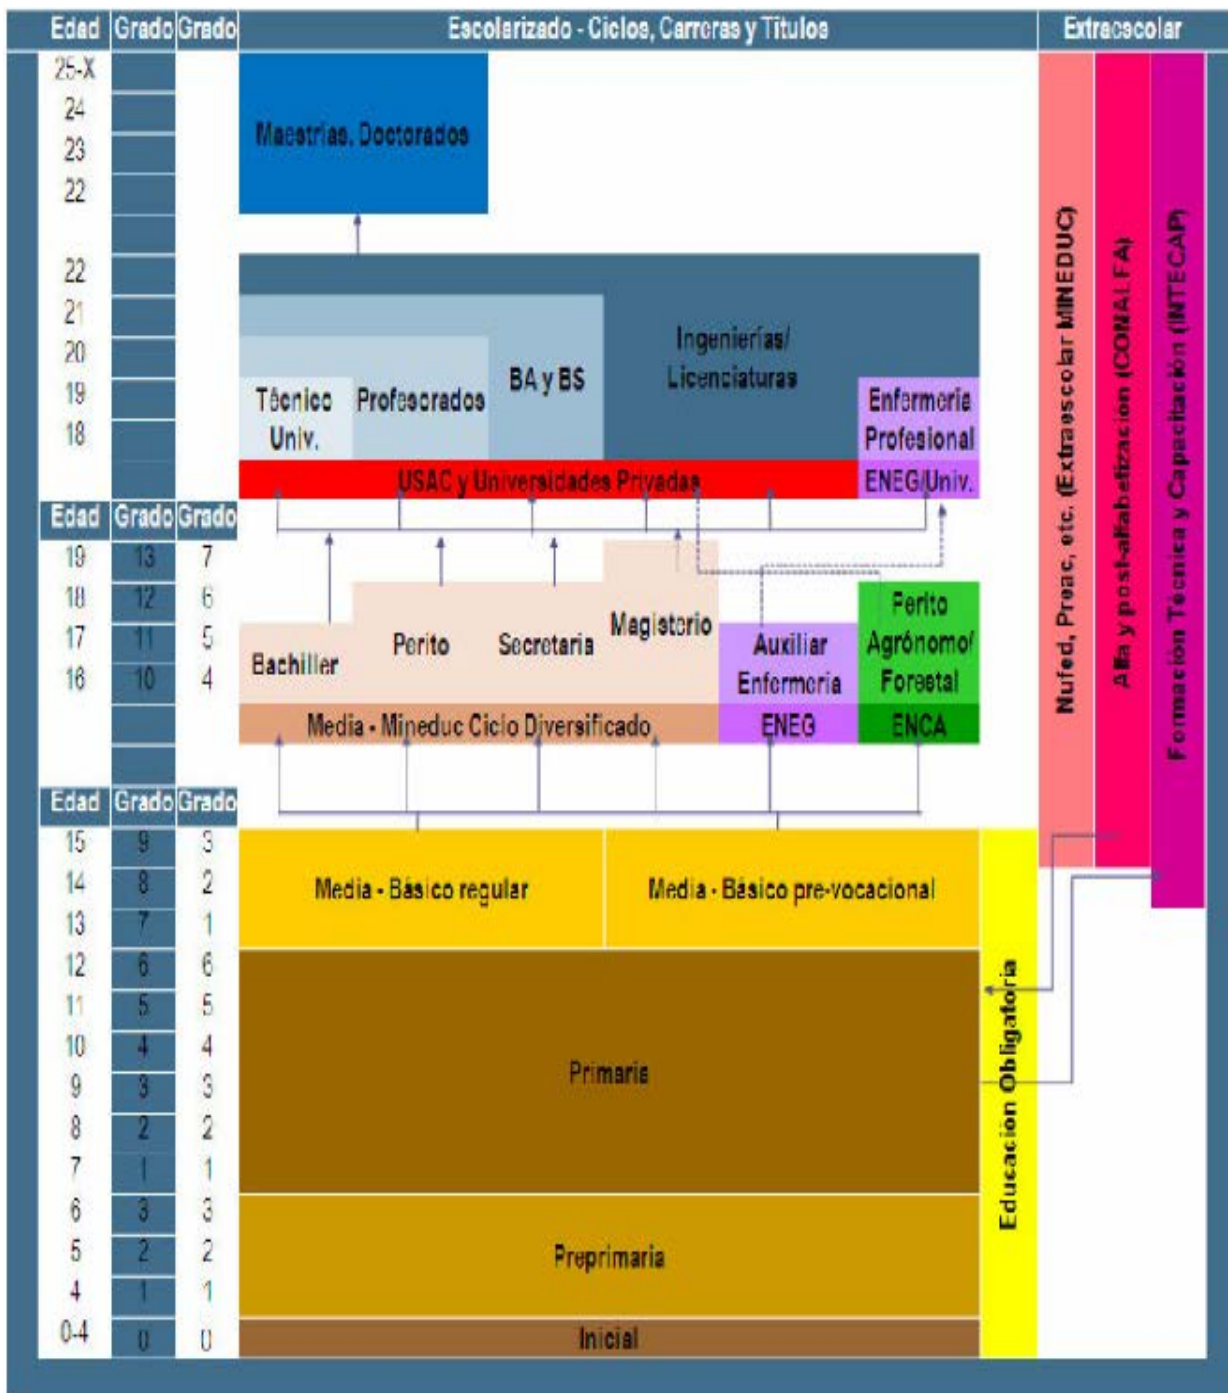 Edad Grado Grado Escolarizado - Ciclos, Carreras y Títulos Extraescolar
25-X
24
23
22
Maestrías, Doctorados
22
21
20
19
18
Técnico
Univ.
Profesorados
BA y BS
Ingenierías/
Licenciaturas
Enfermería
Profesional
USAC y Universidades Privadas
ENEG/Univ.
Edad Grado Grado
19 13 7
18 12 6
17 11 5
16 10 4
Bachiller
Perito
Secretaria
Magisterio
Auxiliar
Enfermería
Perito
Agrónomo/
Forestal
Media - Mineduc Ciclo Diversificado
ENEG
ENCA
Edad Grado Grado
15 9 3
14 8 2
13 7 1
Media - Básico regular
Media - Básico pre-vocacional
12 6 6
11 5 5
10 4 4
9 3 3
8 2 2
7 1 1
Primaria
6 3 3
5 2 2
4 1 1
Preprimaria
0-4 0 0
Inicial
Educación Obligatoria
Nufed, Preac, etc. (Extraescolar MINEDUC)
Alfa y post-alfabetización (CONALFA)
Formación Técnica y Capacitación (INTECAP)